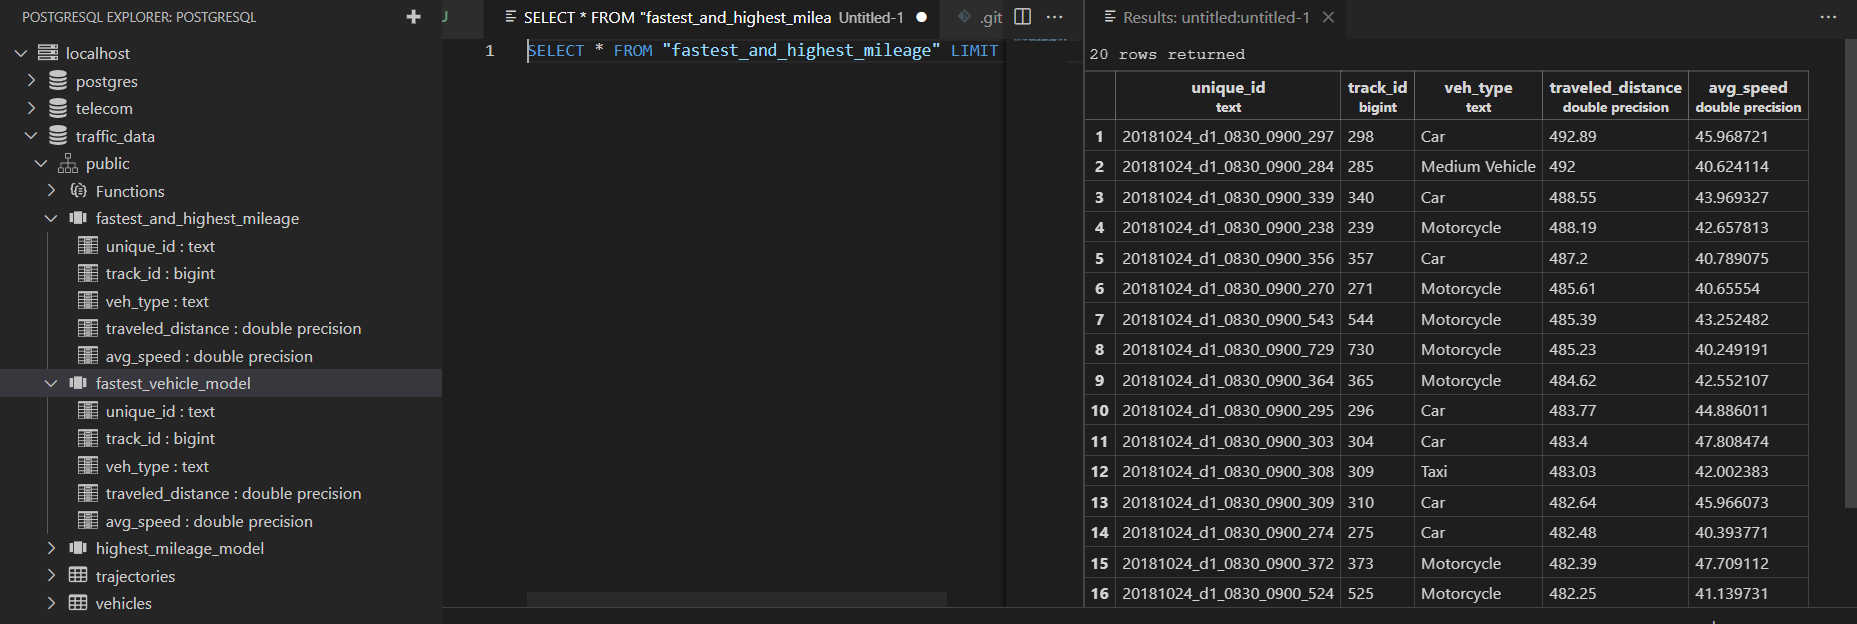 POSTGRESQL EXPLORER: POSTGRESQL
localhost
postgres
telecom
traffic_data
public
Functions
fastest_and_highest_mileage
unique_id : text
track_id : bigint
veh_type : text
traveled_distance : double precision
avg_speed : double precision
fastest_vehicle_model
unique_id : text
track_id : bigint
veh_type : text
traveled_distance : double precision
avg_speed : double precision
highest_mileage_model
trajectories
vehicles
SELECT * FROM "fastest_and_highest_milea Untitled-1 .git
1 SELECT * FROM "fastest_and_highest_mileage" LIMIT
Results: untitled:untitled-1
20 rows returned
unique_id track_id veh_type traveled_distance avg_speed
text bigint text double precision double precision
1 20181024_d1_0830_0900_297 298 Car 492.89 45.968721
2 20181024_d1_0830_0900_284 285 Medium Vehicle 492 40.624114
3 20181024_d1_0830_0900_339 340 Car 488.55 43.969327
4 20181024_d1_0830_0900_238 239 Motorcycle 488.19 42.657813
5 20181024_d1_0830_0900_356 357 Car 487.2 40.789075
6 20181024_d1_0830_0900_270 271 Motorcycle 485.61 40.65554
7 20181024_d1_0830_0900_543 544 Motorcycle 485.39 43.252482
8 20181024_d1_0830_0900_729 730 Motorcycle 485.23 40.249191
9 20181024_d1_0830_0900_364 365 Motorcycle 484.62 42.552107
10 20181024_d1_0830_0900_295 296 Car 483.77 44.886011
11 20181024_d1_0830_0900_303 304 Car 483.4 47.808474
12 20181024_d1_0830_0900_308 309 Taxi 483.03 42.002383
13 20181024_d1_0830_0900_309 310 Car 482.64 45.966073
14 20181024_d1_0830_0900_274 275 Car 482.48 40.393771
15 20181024_d1_0830_0900_372 373 Motorcycle 482.39 47.709112
16 20181024_d1_0830_0900_524 525 Motorcycle 482.25 41.139731